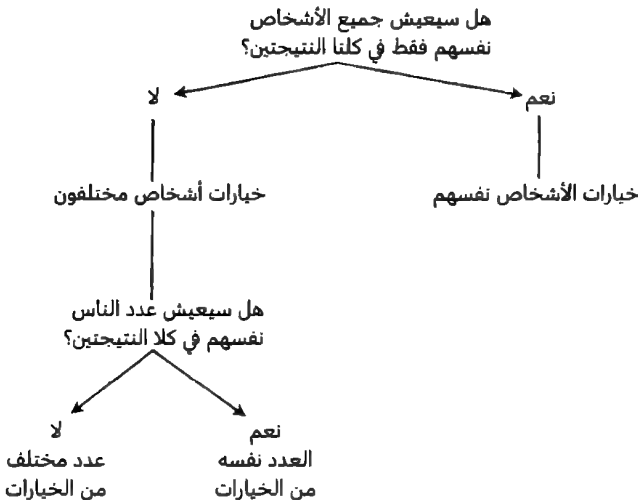 هل سيعيش جميع الأشخاص
نفسهم فقط في كلتا النتيجتين؟
نعم
لا
خيارات الأشخاص نفسهم
خيارات أشخاص مختلفون
هل سيعيش عدد الناس
نفسهم في كلا النتيجتين؟
نعم
لا
العدد نفسه
عدد مختلف
من الخيارات
من الخيارات